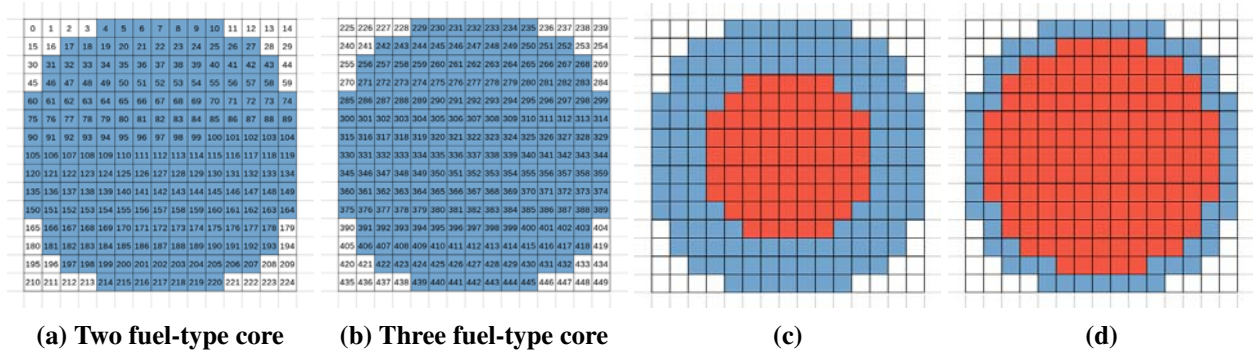 0 1 2 3 4 5 6 7 8 9 10 11 12 13 14
15 16 17 18 19 20 21 22 23 24 25 26 27 28 29
30 31 32 33 34 35 36 37 38 39 40 41 42 43 44
45 46 47 48 49 50 51 52 53 54 55 56 57 58 59
60 61 62 63 64 65 66 67 68 69 70 71 72 73 74
75 76 77 78 79 80 81 82 83 84 85 86 87 88 89
90 91 92 93 94 95 96 97 98 99 100 101 102 103 104
105 106 107 108 109 110 111 112 113 114 115 116 117 118 119
120 121 122 123 124 125 126 127 128 129 130 131 132 133 134
135 136 137 138 139 140 141 142 143 144 145 146 147 148 149
150 151 152 153 154 155 156 157 158 159 160 161 162 163 164
165 166 167 168 169 170 171 172 173 174 175 176 177 178 179
180 181 182 183 184 185 186 187 188 189 190 191 192 193 194
195 196 197 198 199 200 201 202 203 204 205 206 207 208 209
210 211 212 213 214 215 216 217 218 219 220 221 222 223 224
(a) Two fuel-type core
225 226 227 228 229 230 231 232 233 234 235 236 237 238 239
240 241 242 243 244 245 246 247 248 249 250 251 252 253 254
255 256 257 258 259 260 261 262 263 264 265 266 267 268 269
270 271 272 273 274 275 276 277 278 279 280 281 282 283 284
285 286 287 288 289 290 291 292 293 294 295 296 297 298 299
300 301 302 303 304 305 306 307 308 309 310 311 312 313 314
315 316 317 318 319 320 321 322 323 324 325 326 327 328 329
330 331 332 333 334 335 336 337 338 339 340 341 342 343 344
345 346 347 348 349 350 351 352 353 354 355 356 357 358 359
360 361 362 363 364 365 366 367 368 369 370 371 372 373 374
375 376 377 378 379 380 381 382 383 384 385 386 387 388 389
390 391 392 393 394 395 396 397 398 399 400 401 402 403 404
405 406 407 408 409 410 411 412 413 414 415 416 417 418 419
420 421 422 423 424 425 426 427 428 429 430 431 432 433 434
435 436 437 438 439 440 441 442 443 444 445 446 447 448 449
(b) Three fuel-type core
(c)
(d)